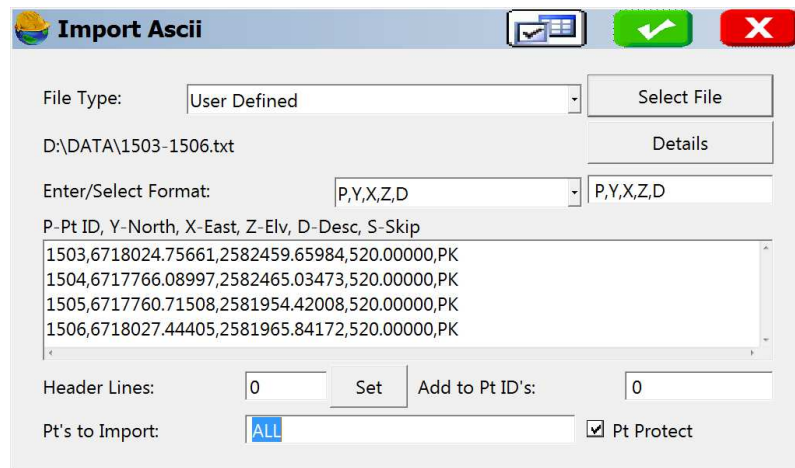 Import Ascii
File Type: User Defined Select File
D:\DATA\1503-1506.txt Details
Enter/Select Format: P,Y,X,Z,D P,Y,X,Z,D
P-Pt ID, Y-North, X-East, Z-Elv, D-Desc, S-Skip
1503,6718024.75661,2582459.65984,520.00000,PK
1504,6717766.08997,2582465.03473,520.00000,PK
1505,6717760.71508,2581954.42008,520.00000,PK
1506,6718027.44405,2581965.84172,520.00000,PK
Header Lines: 0 Set Add to Pt ID's: 0
Pt's to Import: ALL Pt Protect